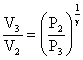 V₃/V₂ = (P₂/P₃)^(1/γ)